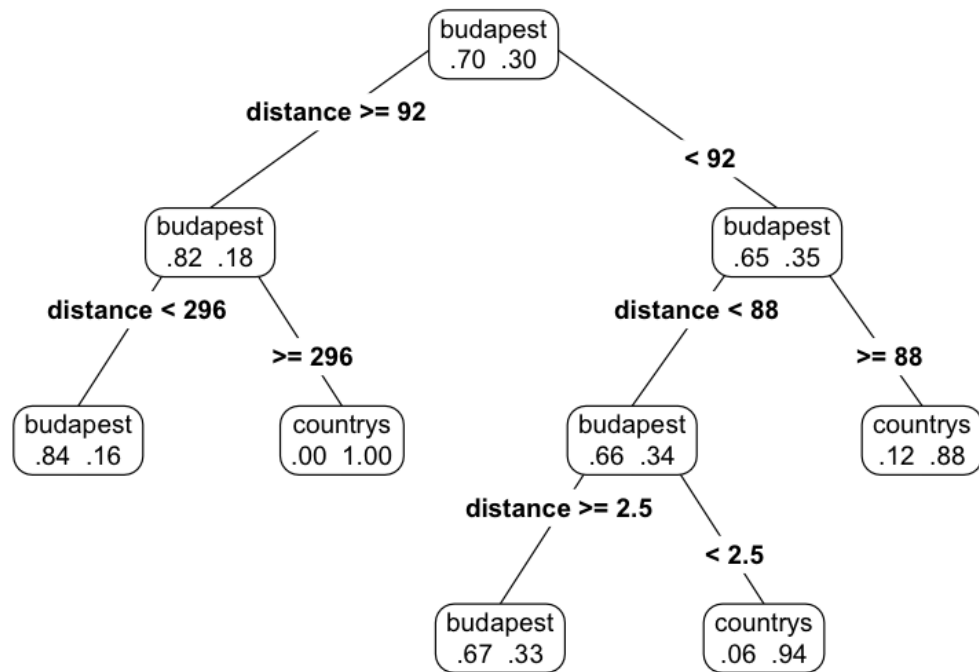 budapest
.70 .30
distance >= 92
< 92
budapest
.82 .18
budapest
.65 .35
distance < 296
>= 296
distance < 88
>= 88
budapest
.84 .16
countrys
.00 1.00
budapest
.66 .34
countrys
.12 .88
distance >= 2.5
< 2.5
budapest
.67 .33
countrys
.06 .94